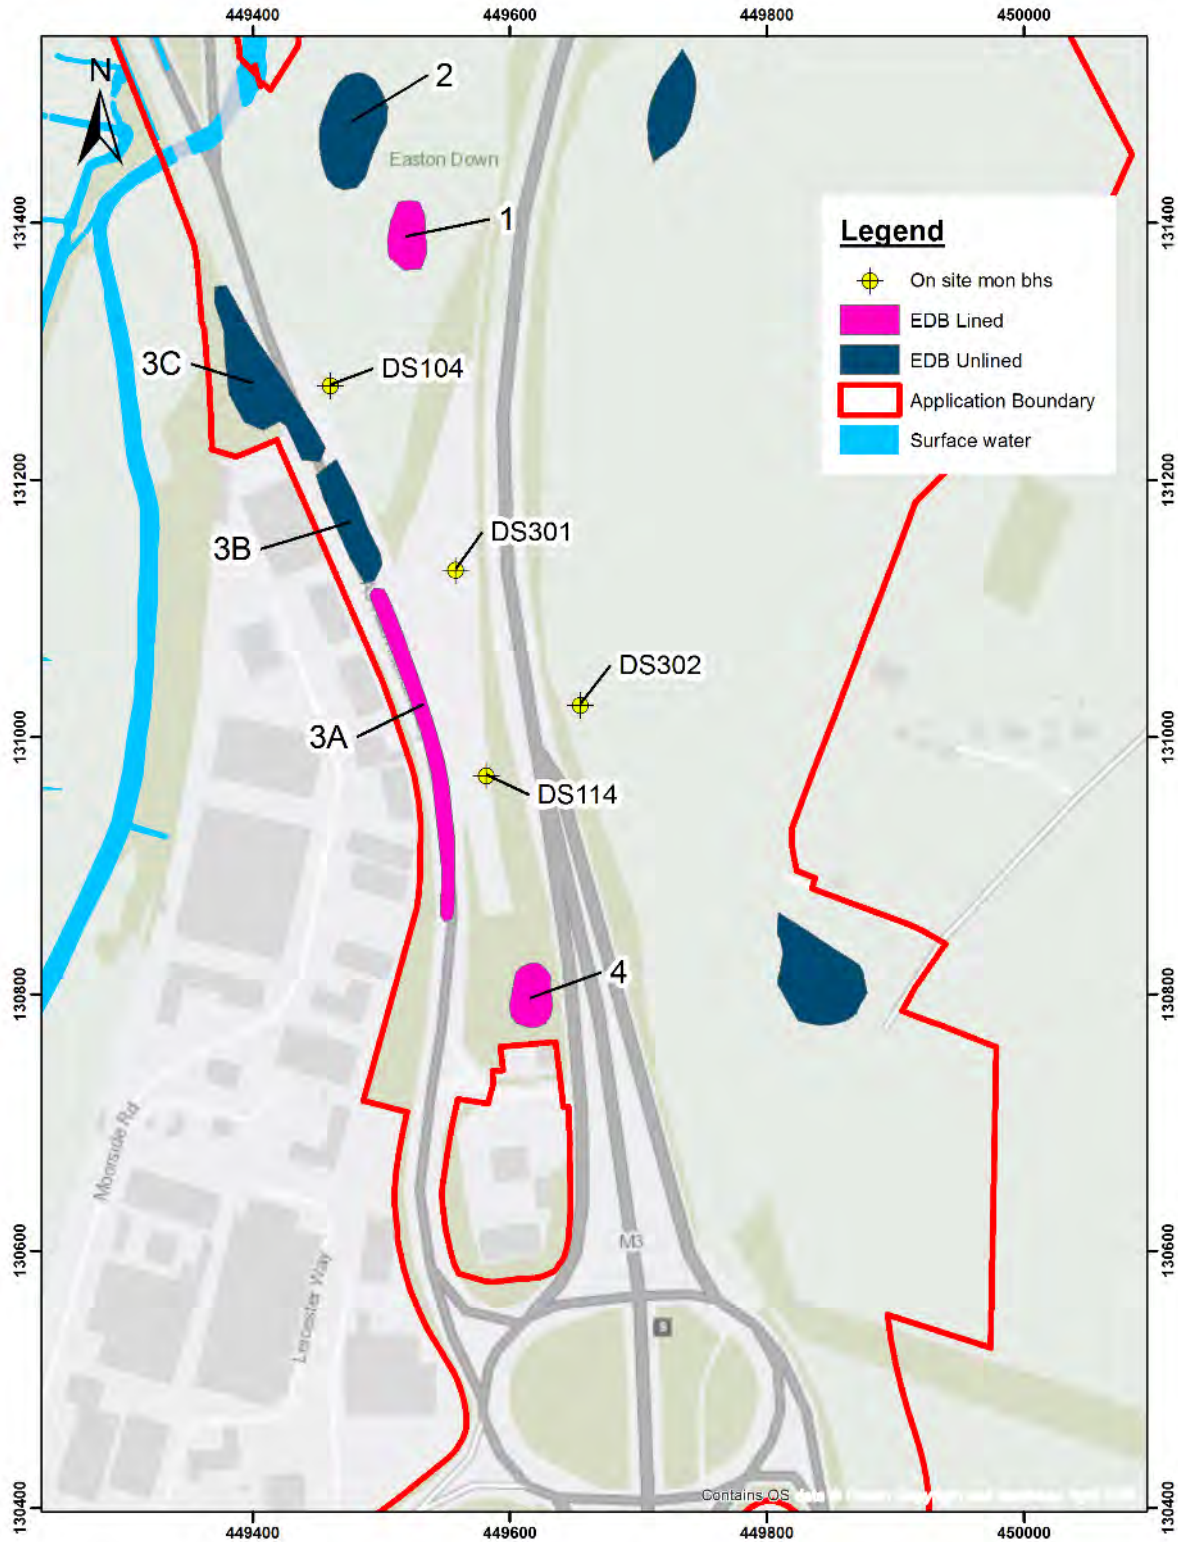 449400
449600
449800
450000
N
2
Easton Down
1
131400
131400
Legend
On site mon bhs
EDB Lined
EDB Unlined
Application Boundary
Surface water
3C
DS104
131200
131200
DS301
3B
DS302
3A
131000
131000
DS114
4
130800
130800
Moorside Rd
M3
130600
130600
Leicester Way
9
Contains OS
130400
130400
449400
449600
449800
450000